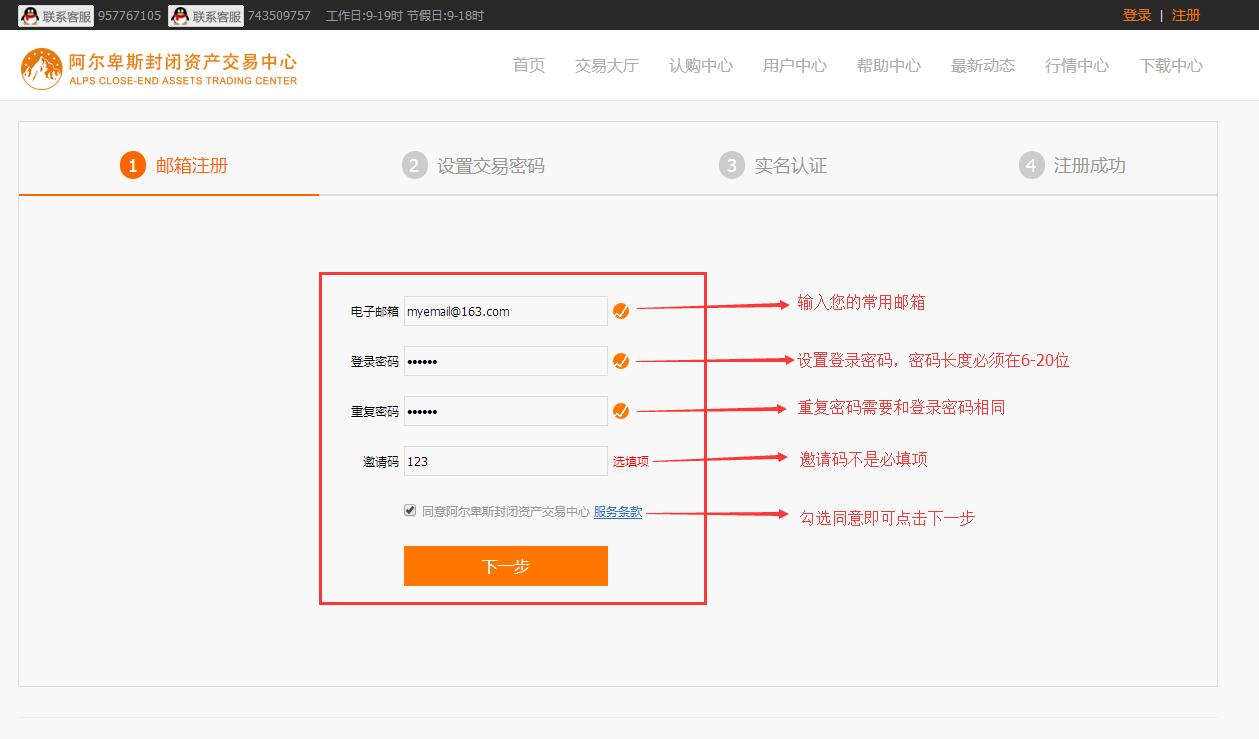 联系客服 957767105 联系客服 743509757 工作日:9-19时 节假日:9-18时 登录 | 注册
阿尔卑斯封闭资产交易中心
ALPS CLOSE-END ASSETS TRADING CENTER
首页 交易大厅 认购中心 用户中心 帮助中心 最新动态 行情中心 下载中心
1 邮箱注册 2 设置交易密码 3 实名认证 4 注册成功
电子邮箱 myemail@163.com 输入您的常用邮箱
登录密码 •••••• 设置登录密码，密码长度必须在6-20位
重复密码 •••••• 重复密码需要和登录密码相同
邀请码 123 选填项 邀请码不是必填项
同意阿尔卑斯封闭资产交易中心 服务条款 勾选同意即可点击下一步
下一步